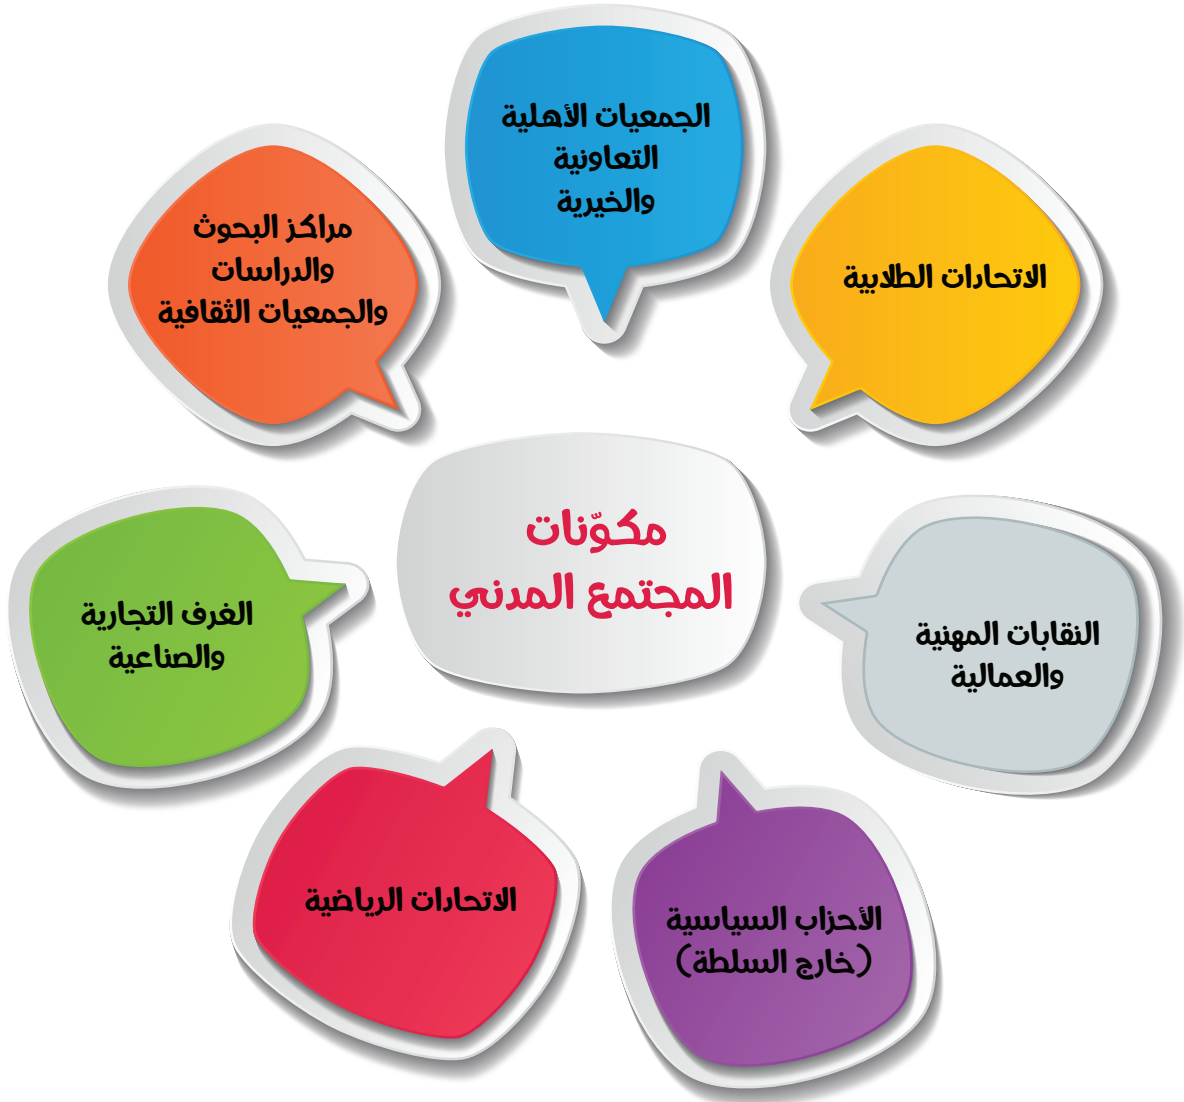 الجمعيات الأهلية
التعاونية
والخيرية
الاتحادات الطلابية
مراكز البحوث
والدراسات
والجمعيات الثقافية
مكوّنات
المجتمع المدني
النقابات المهنية
والعمالية
الغرف التجارية
والصناعية
الأحزاب السياسية
(خارج السلطة)
الاتحادات الرياضية